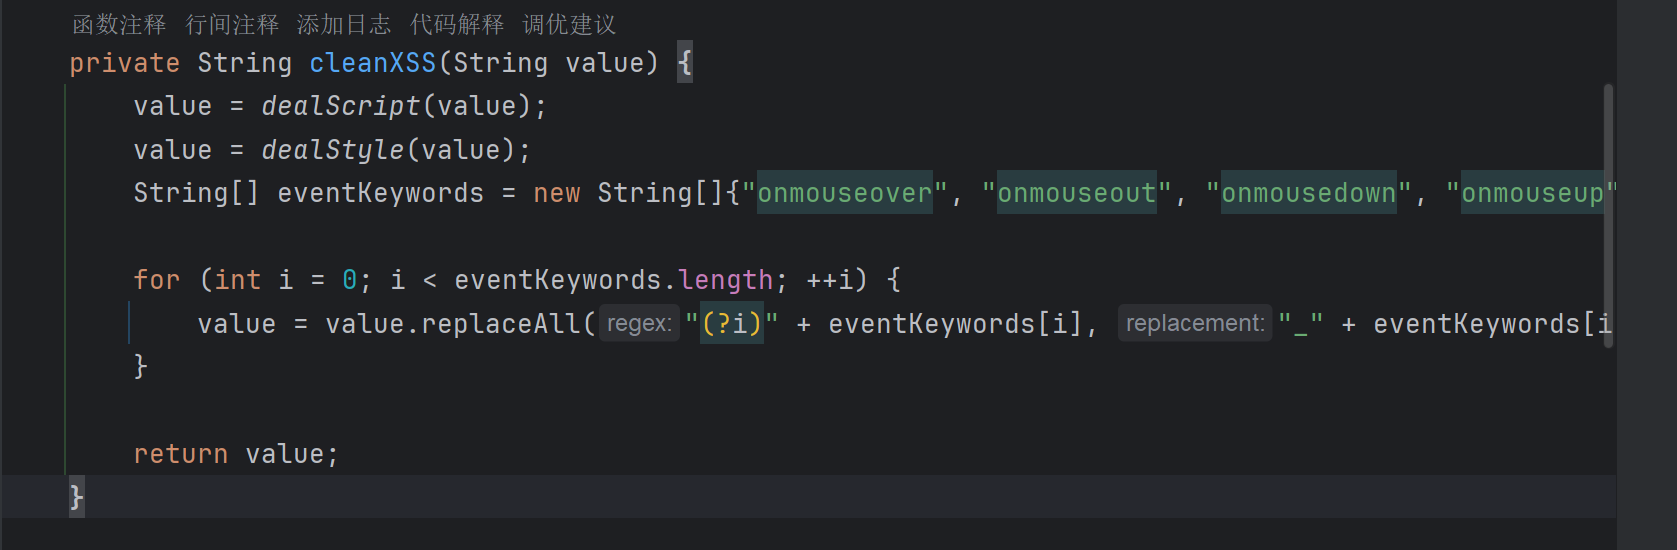 函数注释 行间注释 添加日志 代码解释 调优建议
private String cleanXSS(String value) {
value = dealScript(value);
value = dealStyle(value);
String[] eventKeywords = new String[]{"onmouseover", "onmouseout", "onmousedown", "onmouseup"
for (int i = 0; i < eventKeywords.length; ++i) {
value = value.replaceAll( regex: "(?i)" + eventKeywords[i], replacement: "_" + eventKeywords[i
}
return value;
}